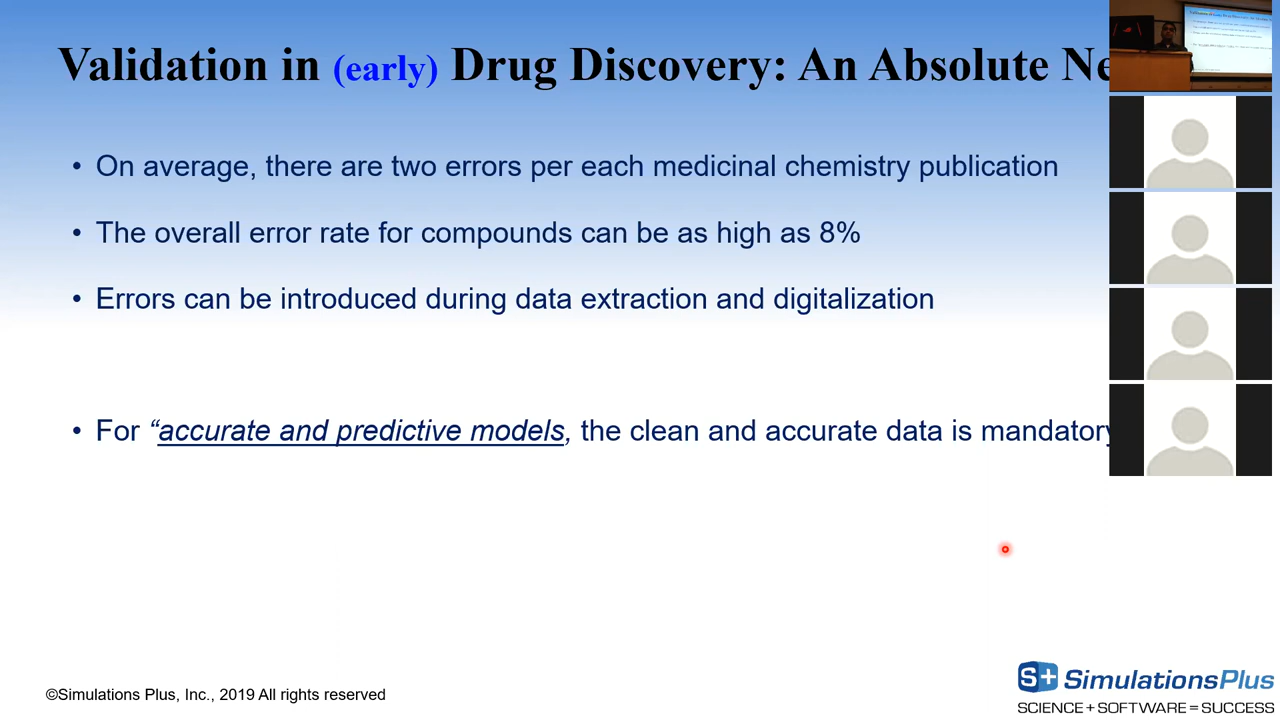 Validation in (early) Drug Discovery: An Absolute
• On average, there are two errors per each medicinal chemistry publication
• The overall error rate for compounds can be as high as 8%
• Errors can be introduced during data extraction and digitalization
• For “accurate and predictive models, the clean and accurate data is mandatory
©Simulations Plus, Inc., 2019 All rights reserved
S+ SimulationsPlus
SCIENCE + SOFTWARE = SUCCESS